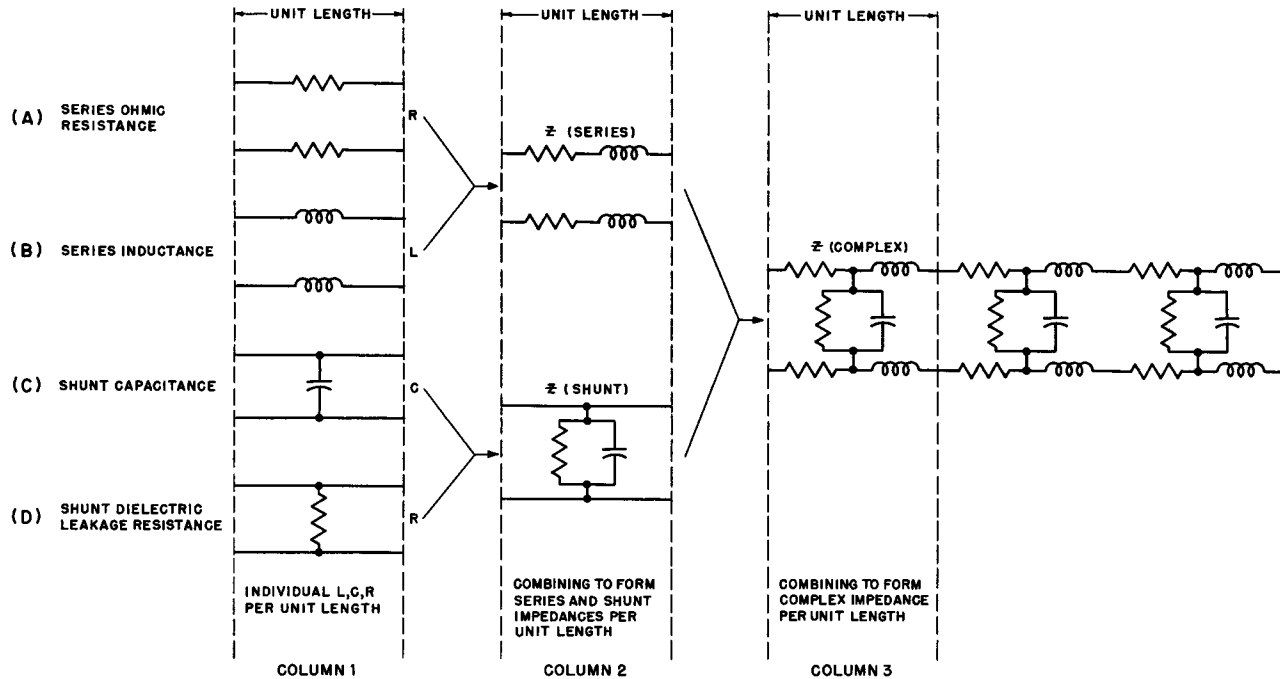 UNIT LENGTH
UNIT LENGTH
UNIT LENGTH
(A) SERIES OHMIC
RESISTANCE
R
Z (SERIES)
(B) SERIES INDUCTANCE
L
Z (COMPLEX)
(C) SHUNT CAPACITANCE
C
Z (SHUNT)
(D) SHUNT DIELECTRIC
LEAKAGE RESISTANCE
R
INDIVIDUAL L,C,R
PER UNIT LENGTH
COMBINING TO FORM
SERIES AND SHUNT
IMPEDANCES PER
UNIT LENGTH
COMBINING TO FORM
COMPLEX IMPEDANCE
PER UNIT LENGTH
COLUMN 1
COLUMN 2
COLUMN 3